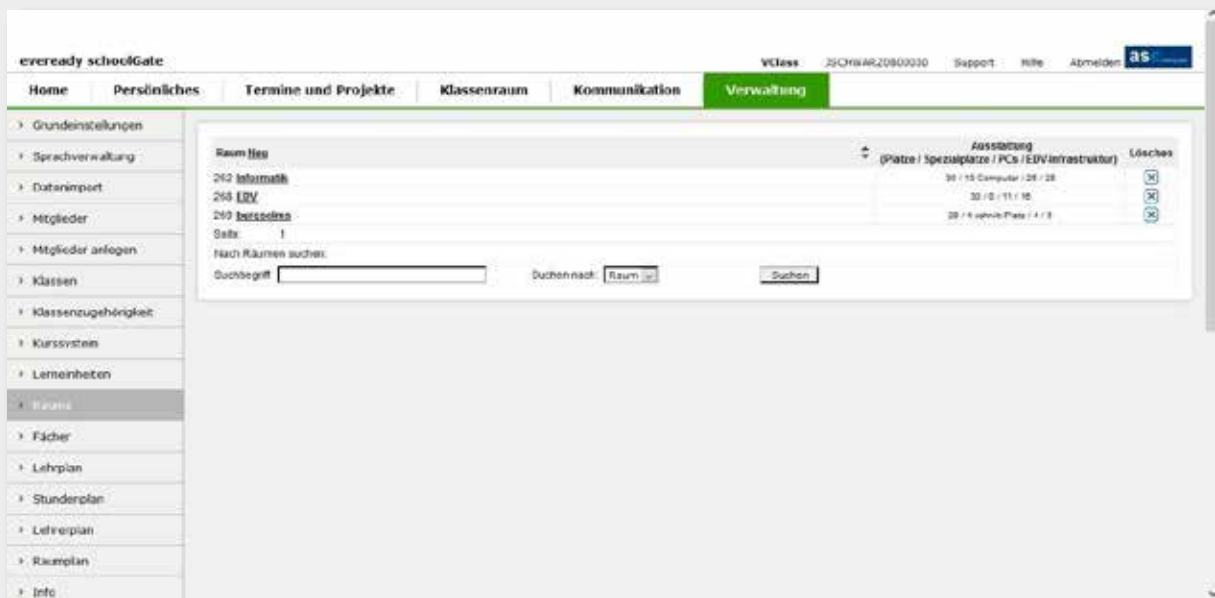 eveready schoolGate
VClass Support Hilfe Abmelden as
Home Persönliches Termine und Projekte Klassenraum Kommunikation Verwaltung
Grundeinstellungen
Sprachverwaltung
Datenimport
Mitglieder
Mitglieder anlegen
Klassen
Klassenzugehörigkeit
Kurssystem
Lerneinheiten
Räume
Fächer
Lehrplan
Stundenplan
Lehrerplan
Raumplan
Info
Raum Neu
Ausstattung
(Plätze / Spezialplätze / PCs / EDV-Infrastruktur)
Löschen
262 Informatik
268 EDV
269
Seite: 1
Nach Räumen suchen:
Suchbegriff Suchen nach: Raum Suchen